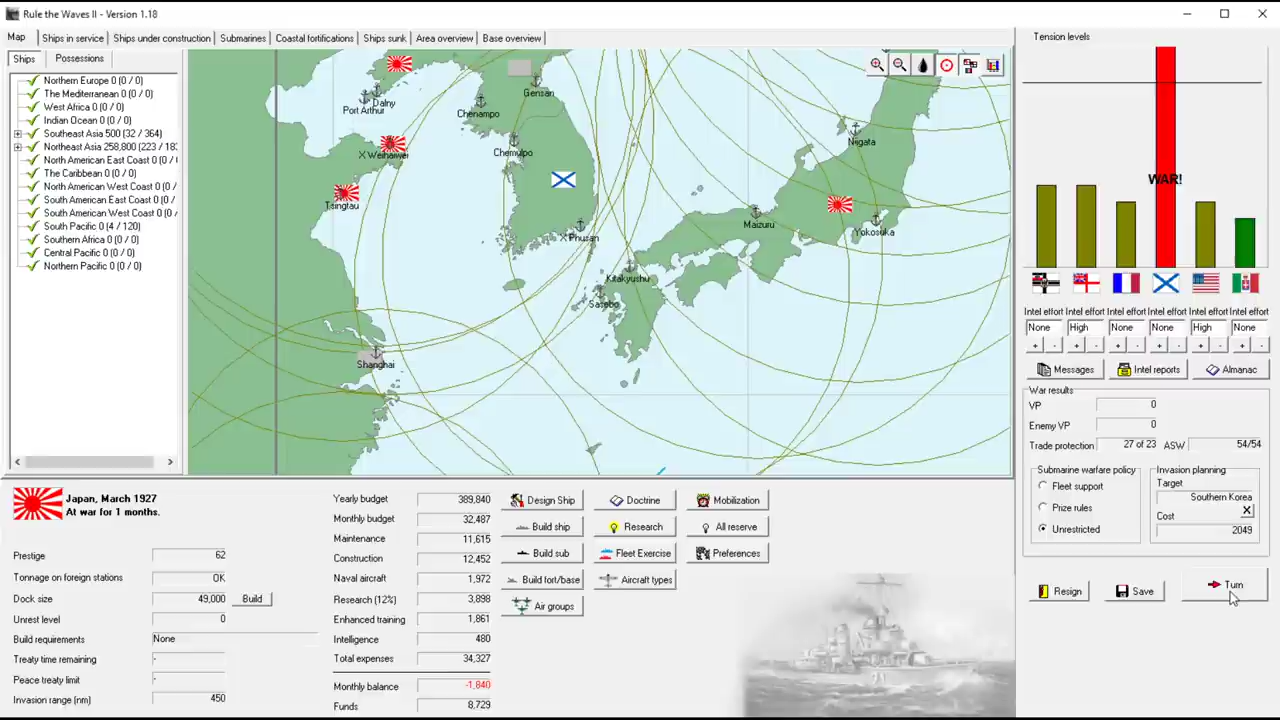 Rule the Waves II - Version 1.18
Map
Ships in service
Ships under construction
Submarines
Coastal fortifications
Ships sunk
Area overview
Base overview
Ships
Possessions
Northern Europe 0 (0 / 0)
The Mediterranean 0 (0 / 0)
West Africa 0 (0 / 0)
Indian Ocean 0 (0 / 0)
Southeast Asia 500 (32 / 364)
Northeast Asia 258,800 (223 / 18
North American East Coast 0 (0 /
The Caribbean 0 (0 / 0)
North American West Coast 0 (0 /
South American East Coast 0 (0 /
South American West Coast 0 (0 /
South Pacific 0 (4 / 120)
Southern Africa 0 (0 / 0)
Central Pacific 0 (0 / 0)
Northern Pacific 0 (0 / 0)
Gensan
Dalny
Port Arthur
Chenampo
X Weihaiwei
Chemulpo
Niigata
Tsingtau
Maizuru
Yokosuka
X Phusan
Kitakyushu
Sasebo
Shanghai
Tension levels
WAR!
Intel effort Intel effort Intel effort Intel effort Intel effort Intel effort
None High None None High None
+ - + - + - + - + - + -
Messages
Intel reports
Almanac
War results
VP 0
Enemy VP 0
Trade protection 27 of 23 ASW 54/54
Submarine warfare policy
Fleet support
Prize rules
Unrestricted
Invasion planning
Target
Southern Korea
Cost X
2049
Resign
Save
Turn
Japan, March 1927
At war for 1 months.
Prestige 62
Tonnage on foreign stations OK
Dock size 49,000 Build
Unrest level 0
Build requirements None
Treaty time remaining -
Peace treaty limit -
Invasion range (nm) 450
Yearly budget 389,840
Monthly budget 32,487
Maintenance 11,615
Construction 12,452
Naval aircraft 1,972
Research (12%) 3,898
Enhanced training 1,861
Intelligence 480
Total expenses 34,327
Monthly balance -1,840
Funds 8,729
Design Ship
Doctrine
Mobilization
Build ship
Research
All reserve
Build sub
Fleet Exercise
Preferences
Build fort/base
Aircraft types
Air groups